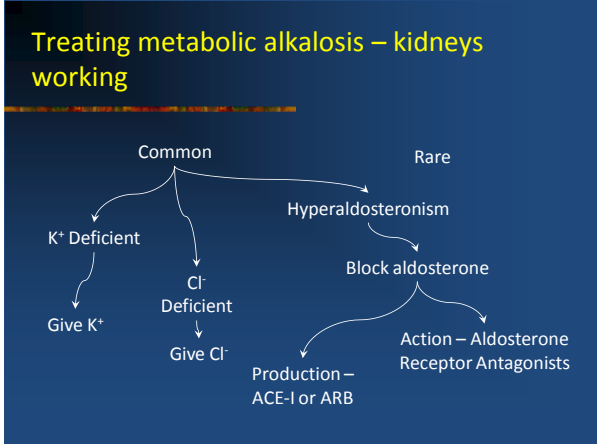 Treating metabolic alkalosis – kidneys
working
Common
Rare
Hyperaldosteronism
K⁺ Deficient
Block aldosterone
Cl⁻
Deficient
Give K⁺
Give Cl⁻
Action – Aldosterone
Receptor Antagonists
Production –
ACE-I or ARB